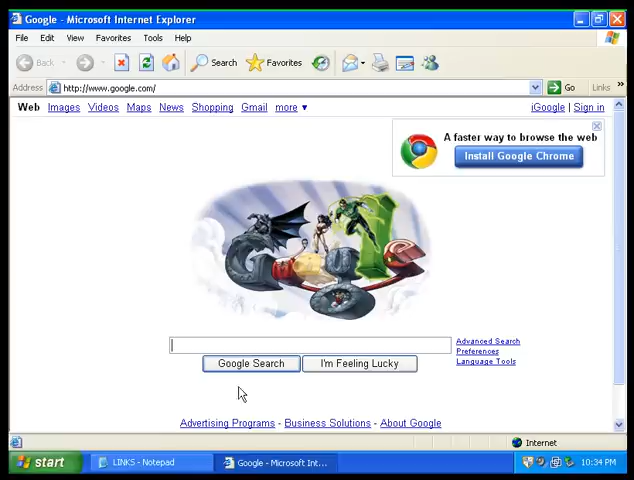 Google - Microsoft Internet Explorer
File Edit View Favorites Tools Help
Back Search Favorites
Address http://www.google.com/ Go Links »
Web Images Videos Maps News Shopping Gmail more ▼ iGoogle | Sign in
A faster way to browse the web
Install Google Chrome
Advanced Search
Preferences
Language Tools
Google Search I'm Feeling Lucky
Advertising Programs - Business Solutions - About Google
Internet
start LINKS - Notepad Google - Microsoft Int... 10:34 PM